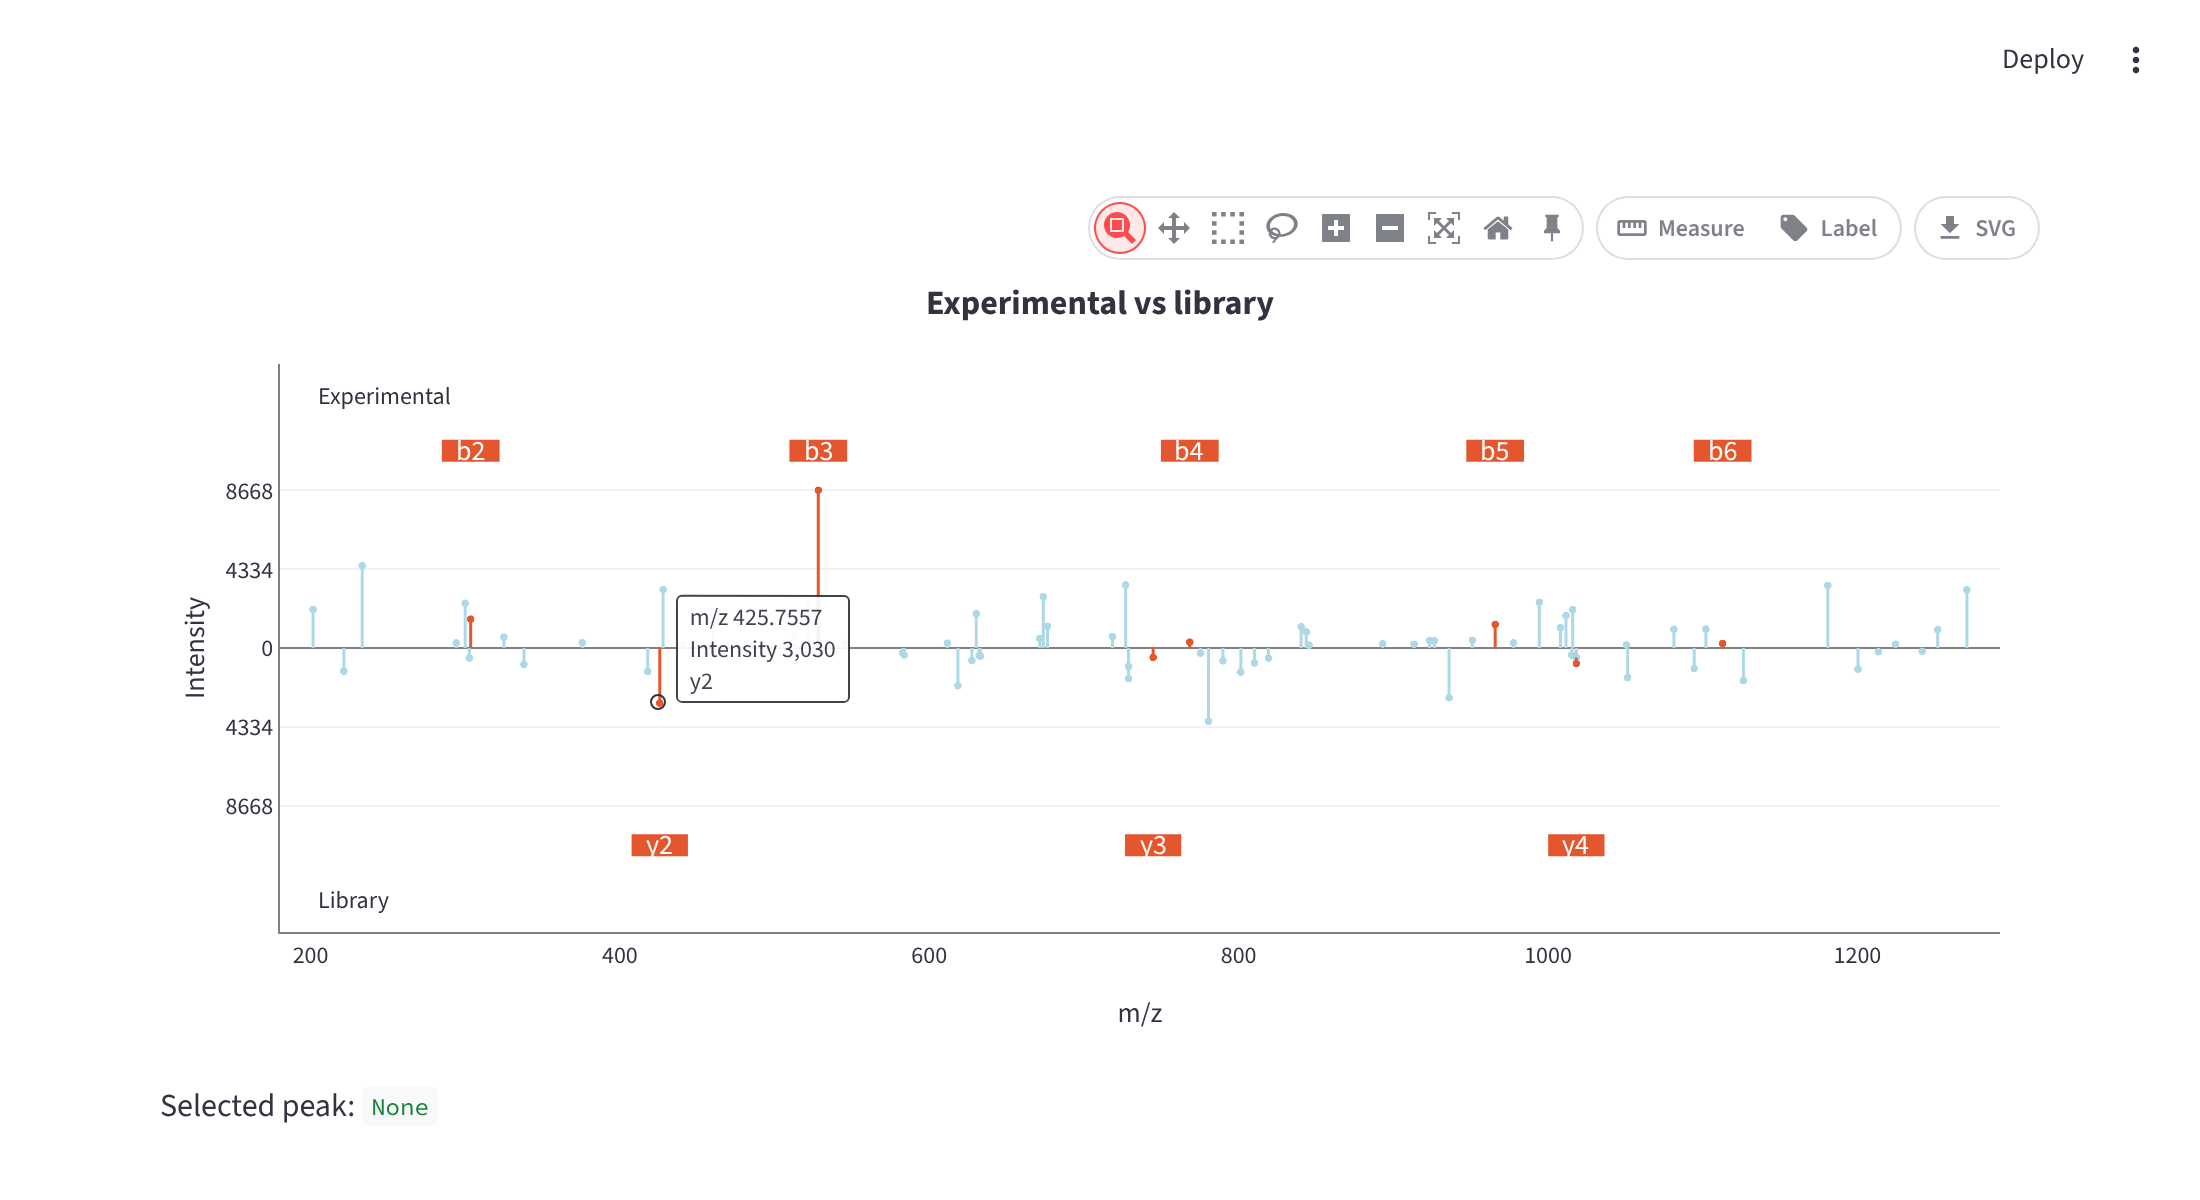 Deploy
Measure Label SVG
Experimental vs library
Experimental
b2 b3 b4 b5 b6
8668
4334
0
4334
8668
Intensity
m/z 425.7557
Intensity 3,030
y2
y2 y3 y4
Library
200 400 600 800 1000 1200
m/z
Selected peak: None